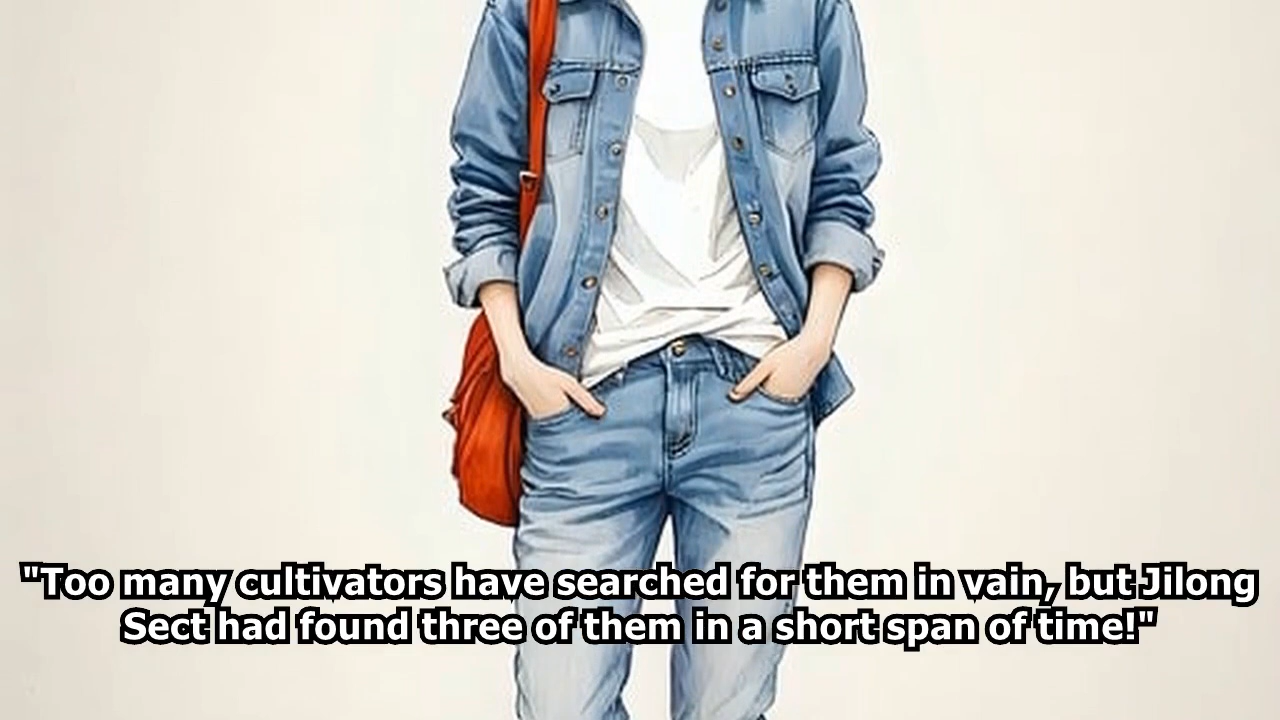 "Too many cultivators have searched for them in vain, but Jilong
Sect had found three of them in a short span of time!"